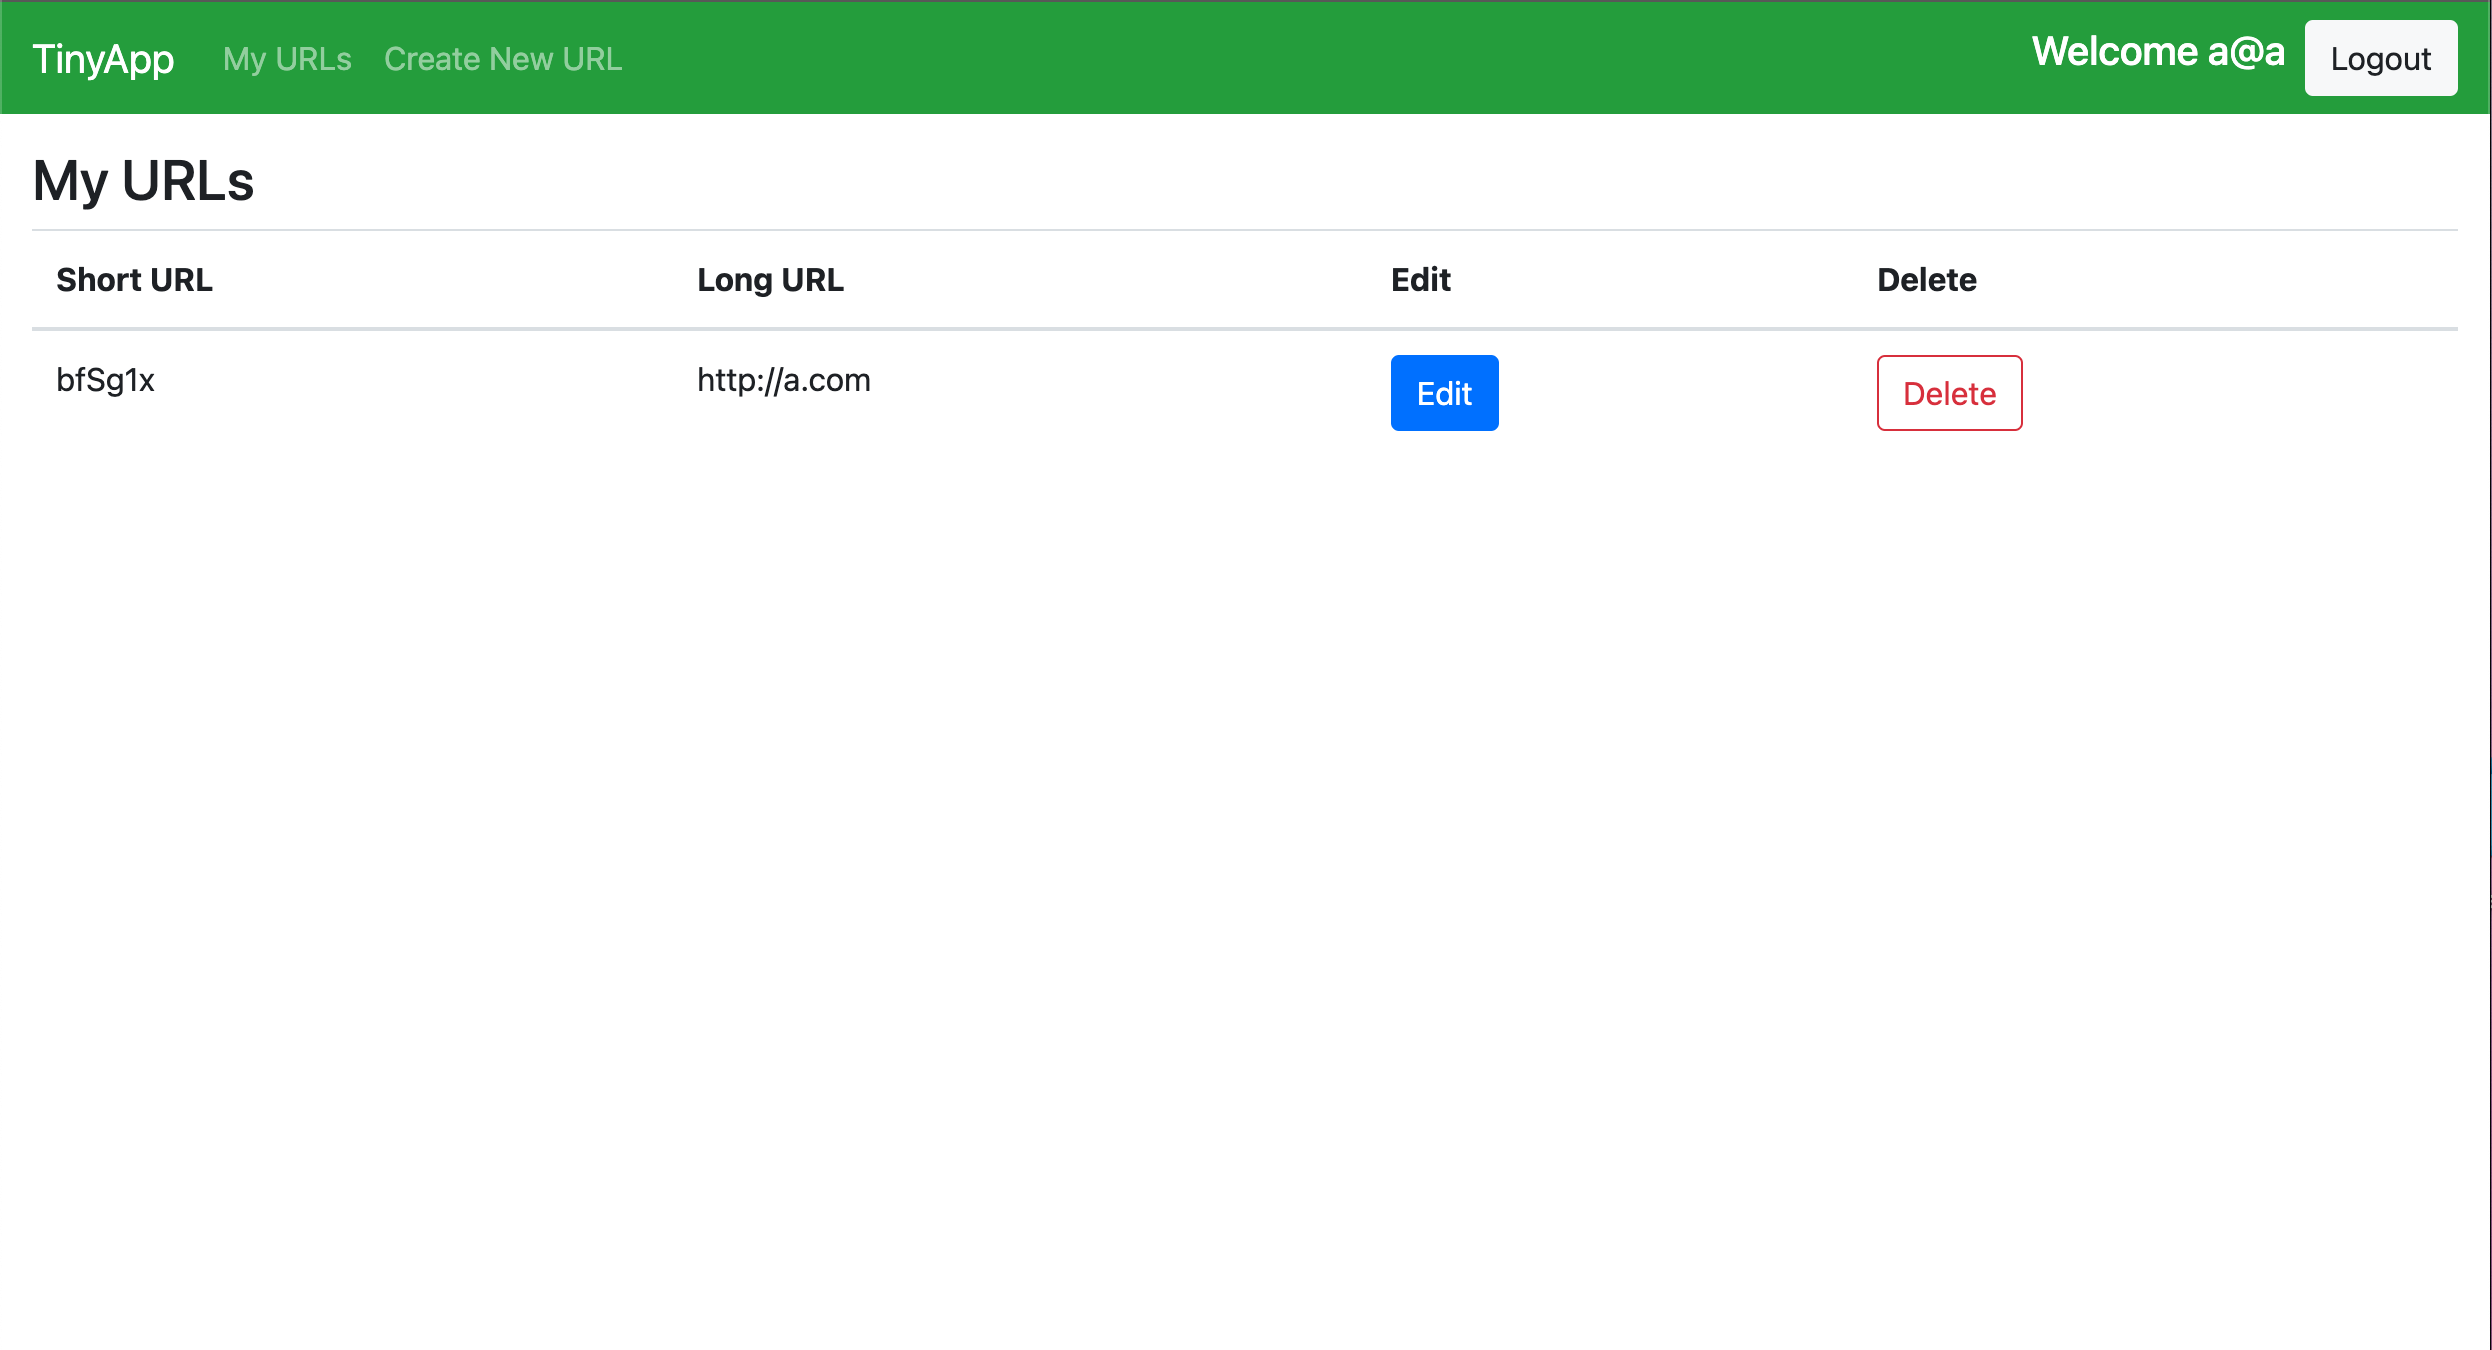 TinyApp My URLs Create New URL Welcome a@a Logout
My URLs
Short URL Long URL Edit Delete
bfSg1x http://a.com Edit Delete